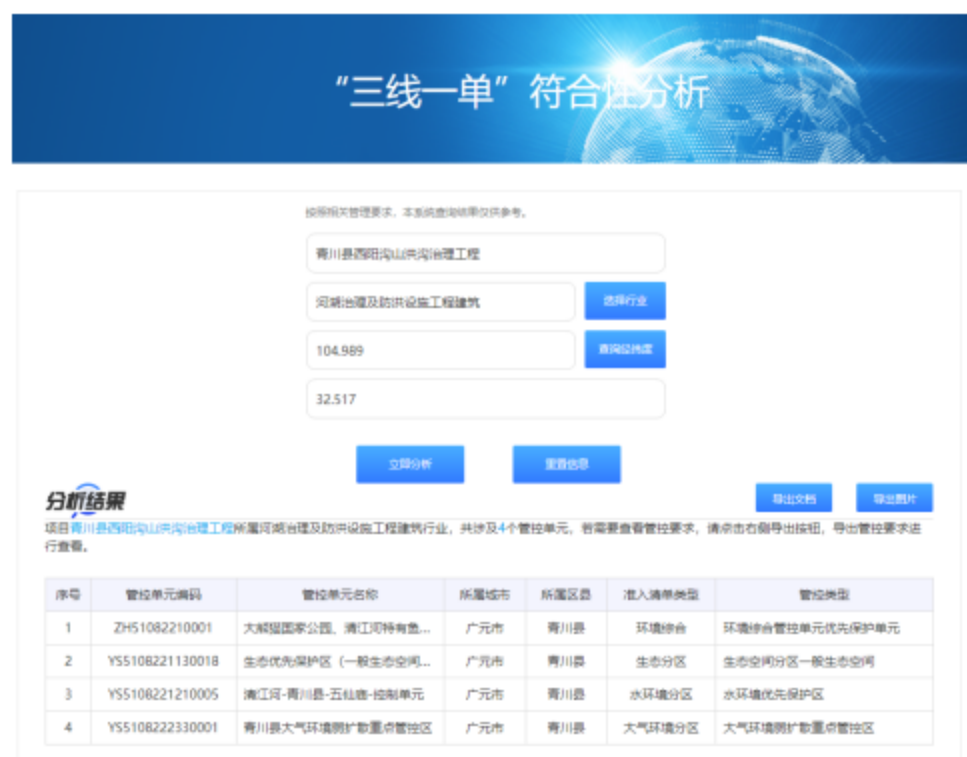 “三线一单”符合性分析
按照相关管理要求，本系统查询结果仅供参考。
青川县酉阳沟山洪沟治理工程
河湖治理及防洪设施工程建筑 选择行业
104.989 查询经纬度
32.517
立即分析 重置信息
分析结果 导出文档 导出图片
项目青川县酉阳沟山洪沟治理工程所属河湖治理及防洪设施工程建筑行业，共涉及4个管控单元，若需要查看管控要求，请点击右侧导出按钮，导出管控要求进
行查看。
序号 管控单元编码 管控单元名称 所属城市 所属区县 准入清单类型 管控类型
1 ZH51082210001 大熊猫国家公园、清江河特有鱼... 广元市 青川县 环境综合 环境综合管控单元优先保护单元
2 YS5108221130018 生态优先保护区（一般生态空间... 广元市 青川县 生态分区 生态空间分区一般生态空间
3 YS5108221210005 清江河-青川县-五仙庙-控制单元 广元市 青川县 水环境分区 水环境优先保护区
4 YS5108222330001 青川县大气环境弱扩散重点管控区 广元市 青川县 大气环境分区 大气环境弱扩散重点管控区